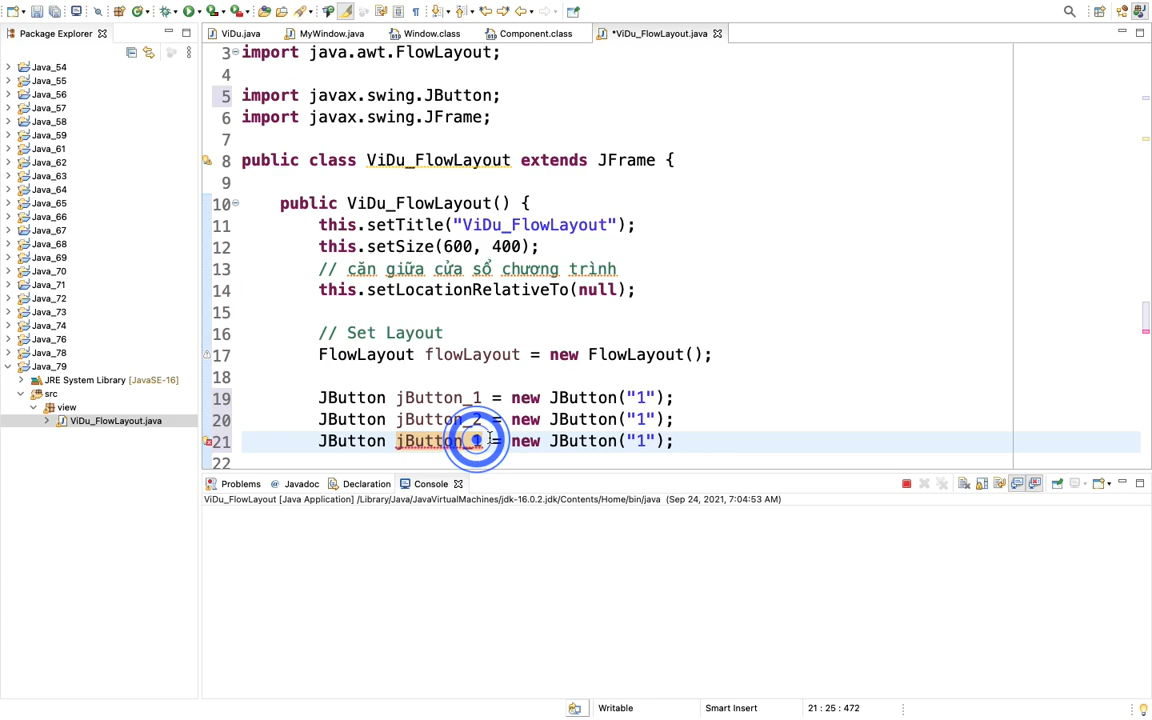 Package Explorer
ViDu.java
MyWindow.java
Window.class
Component.class
*ViDu_FlowLayout.java
Java_54
Java_55
Java_56
Java_57
Java_58
Java_59
Java_61
Java_62
Java_63
Java_64
Java_65
Java_66
Java_67
Java_68
Java_69
Java_70
Java_71
Java_72
Java_73
Java_74
Java_76
Java_78
Java_79
JRE System Library [JavaSE-16]
src
view
ViDu_FlowLayout.java
3 import java.awt.FlowLayout;
4
5 import javax.swing.JButton;
6 import javax.swing.JFrame;
7
8 public class ViDu_FlowLayout extends JFrame {
9
10 public ViDu_FlowLayout() {
11 this.setTitle("ViDu_FlowLayout");
12 this.setSize(600, 400);
13 // căn giữa cửa sổ chương trình
14 this.setLocationRelativeTo(null);
15
16 // Set Layout
17 FlowLayout flowLayout = new FlowLayout();
18
19 JButton jButton_1 = new JButton("1");
20 JButton jButton_2 = new JButton("1");
21 JButton jButton_1 = new JButton("1");
22
Problems
Javadoc
Declaration
Console
ViDu_FlowLayout [Java Application] /Library/Java/JavaVirtualMachines/jdk-16.0.2.jdk/Contents/Home/bin/java (Sep 24, 2021, 7:04:53 AM)
Writable
Smart Insert
21 : 25 : 472